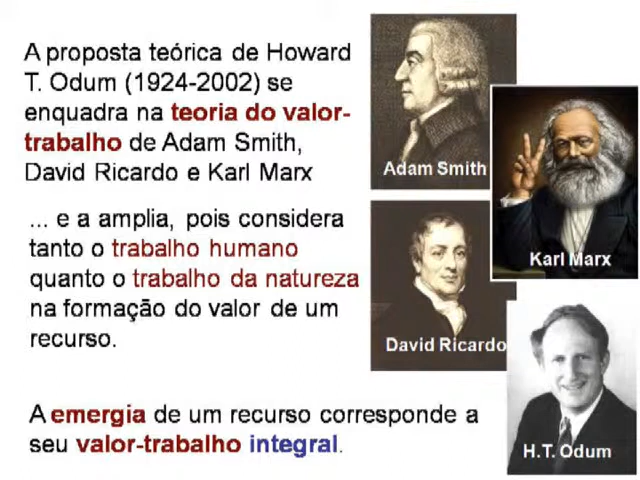 A proposta teórica de Howard
T. Odum (1924-2002) se
enquadra na teoria do valor-
trabalho de Adam Smith,
David Ricardo e Karl Marx
... e a amplia, pois considera
tanto o trabalho humano
quanto o trabalho da natureza
na formação do valor de um
recurso.
A emergia de um recurso corresponde a
seu valor-trabalho integral.
Adam Smith
Karl Marx
David Ricardo
H.T. Odum